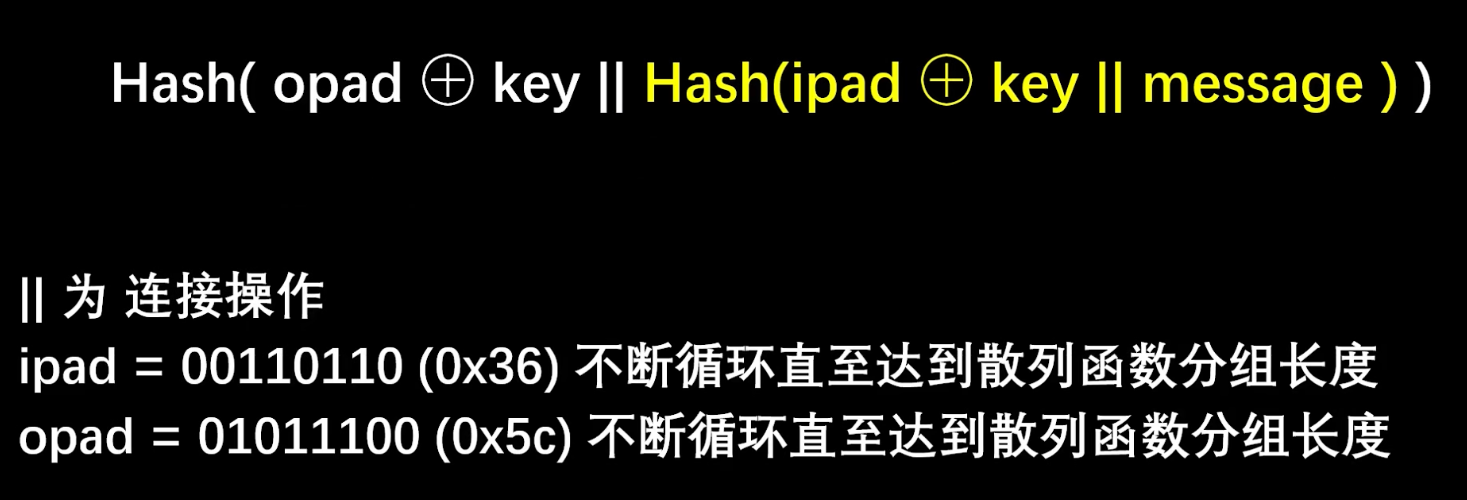 Hash( opad ⊕ key || Hash(ipad ⊕ key || message ) )
|| 为 连接操作
ipad = 00110110 (0x36) 不断循环直至达到散列函数分组长度
opad = 01011100 (0x5c) 不断循环直至达到散列函数分组长度